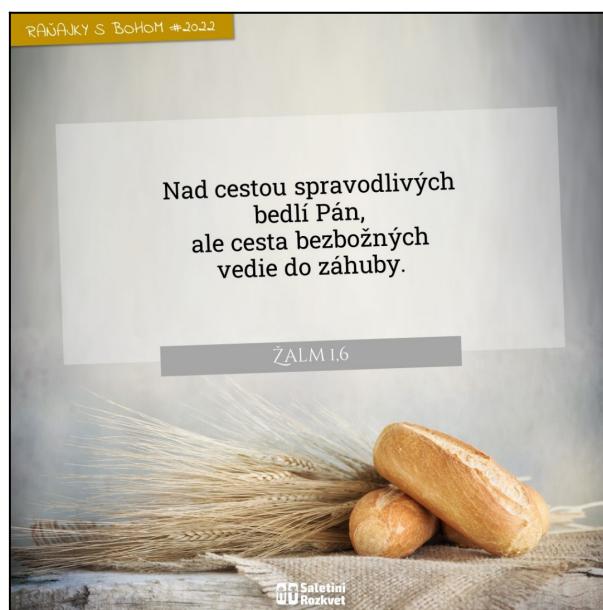 RAŇAJKY S BOHOM #2022
Nad cestou spravodlivých
bedlí Pán,
ale cesta bezbožných
vedie do záhuby.
ŽALM 1,6
Saletíni
Rozkvet